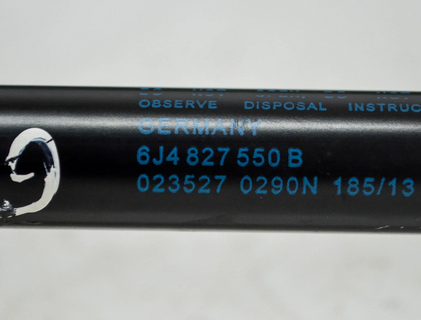 OBSERVE DISPOSAL INSTRUC
GERMANY
6J4 827 550 B
023527 0290N 185/13